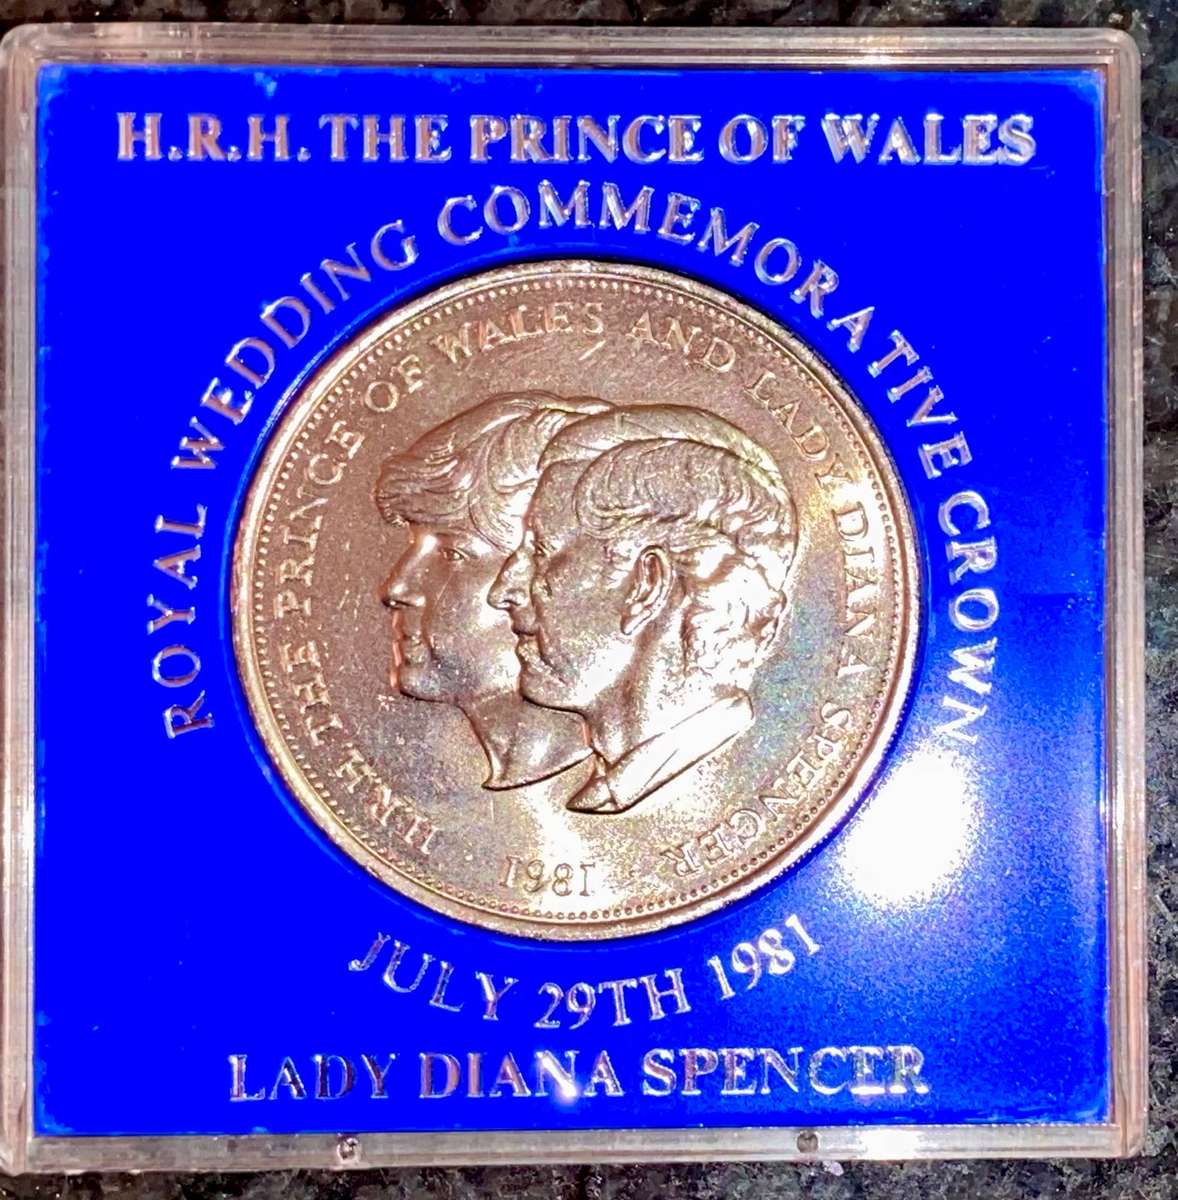 H.R.H. THE PRINCE OF WALES
ROYAL WEDDING COMMEMORATIVE CROWN
H.R.H. THE PRINCE OF WALES AND LADY DIANA SPENCER
1981
JULY 29TH 1981
LADY DIANA SPENCER